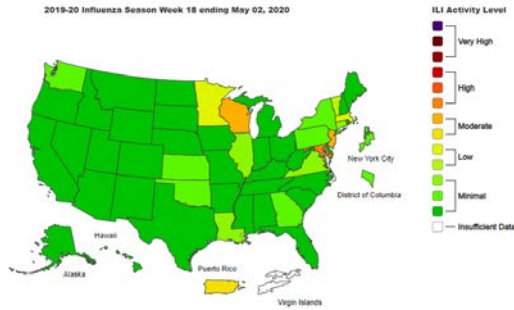 2019-20 Influenza Season Week 18 ending May 02, 2020
ILI Activity Level
Very High
High
Moderate
Low
Minimal
Insufficient Data
New York City
District of Columbia
Hawaii
Alaska
Puerto Rico
Virgin Islands